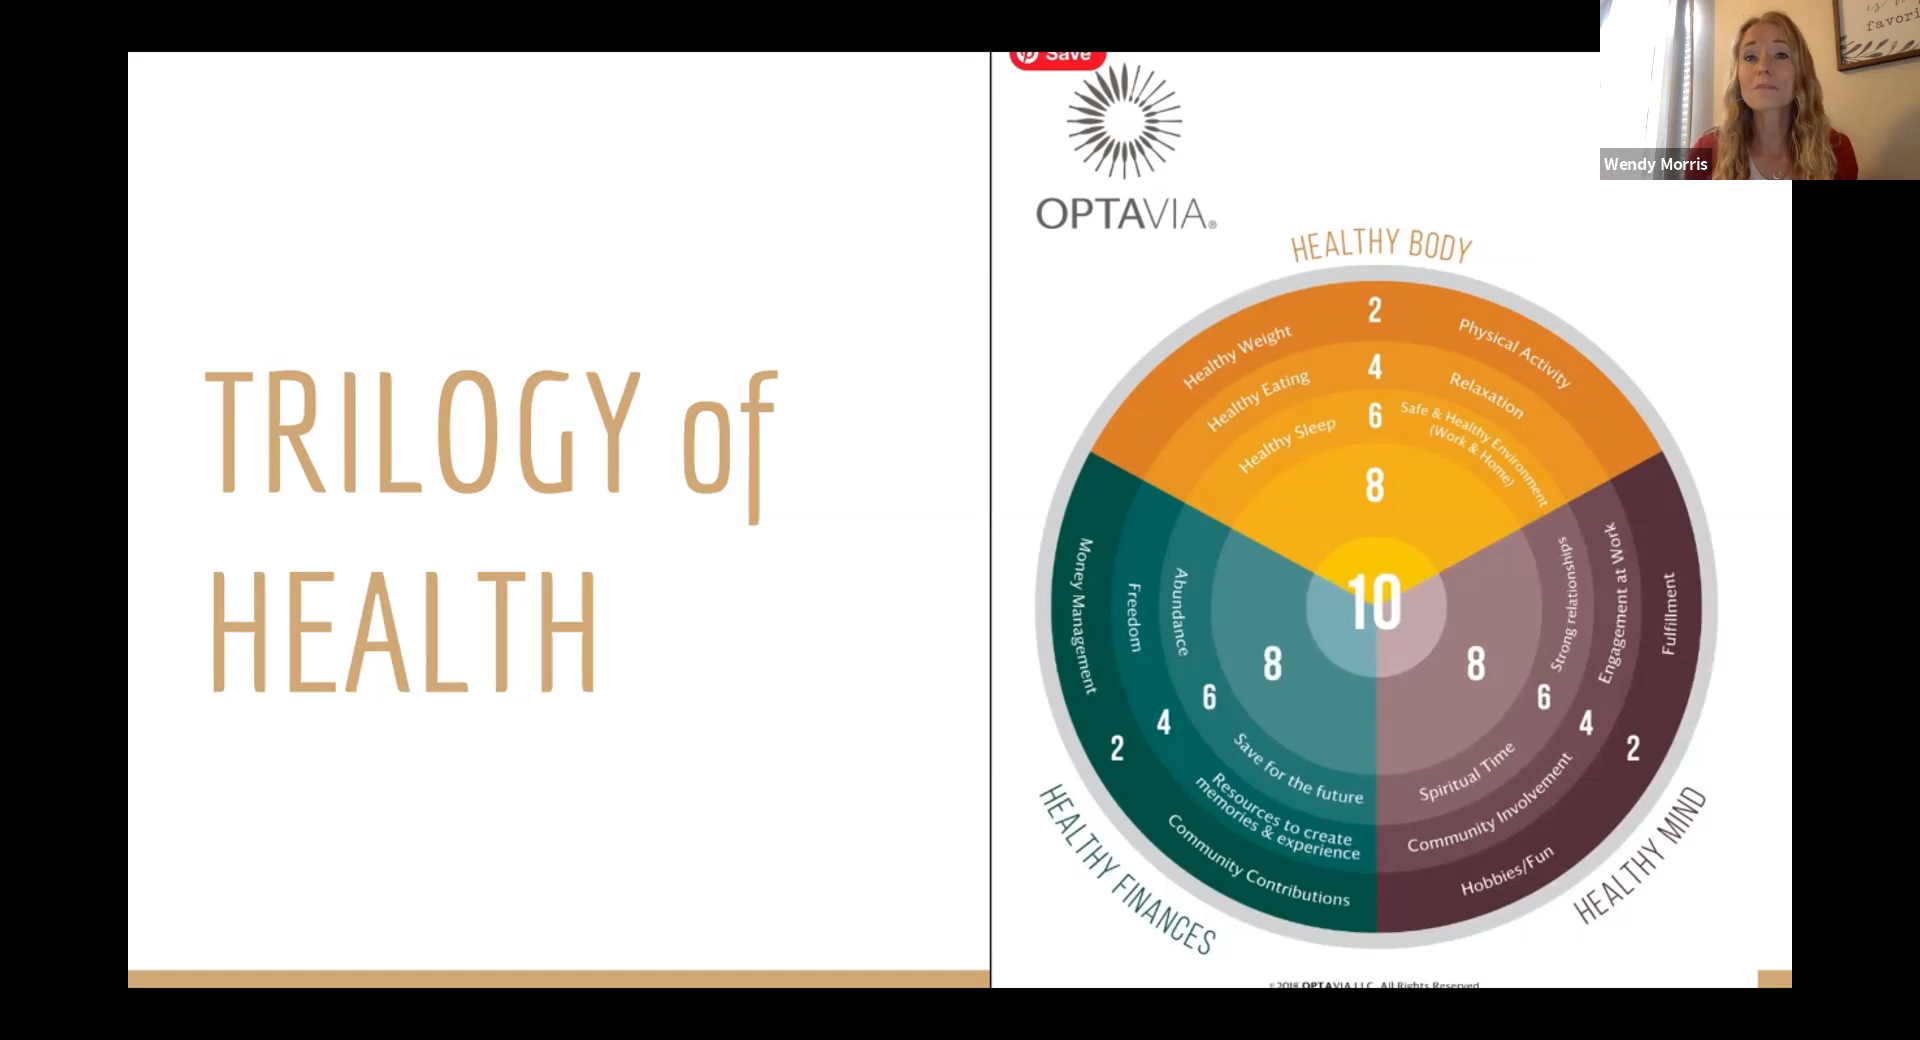 TRILOGY of
HEALTH
Save
OPTAVIA®
HEALTHY BODY
2
Healthy Weight
Physical Activity
4
Healthy Eating
Relaxation
6
Healthy Sleep
Safe & Healthy Environment
(Work & Home)
8
10
HEALTHY FINANCES
Money Management
Freedom
Abundance
8
6
4
2
Save for the future
Resources to create
memories & experience
Community Contributions
HEALTHY MIND
Strong relationships
Engagement at Work
Fulfillment
8
6
4
2
Spiritual Time
Community Involvement
Hobbies/Fun
©2018 OPTAVIA LLC. All Rights Reserved
favori
Wendy Morris